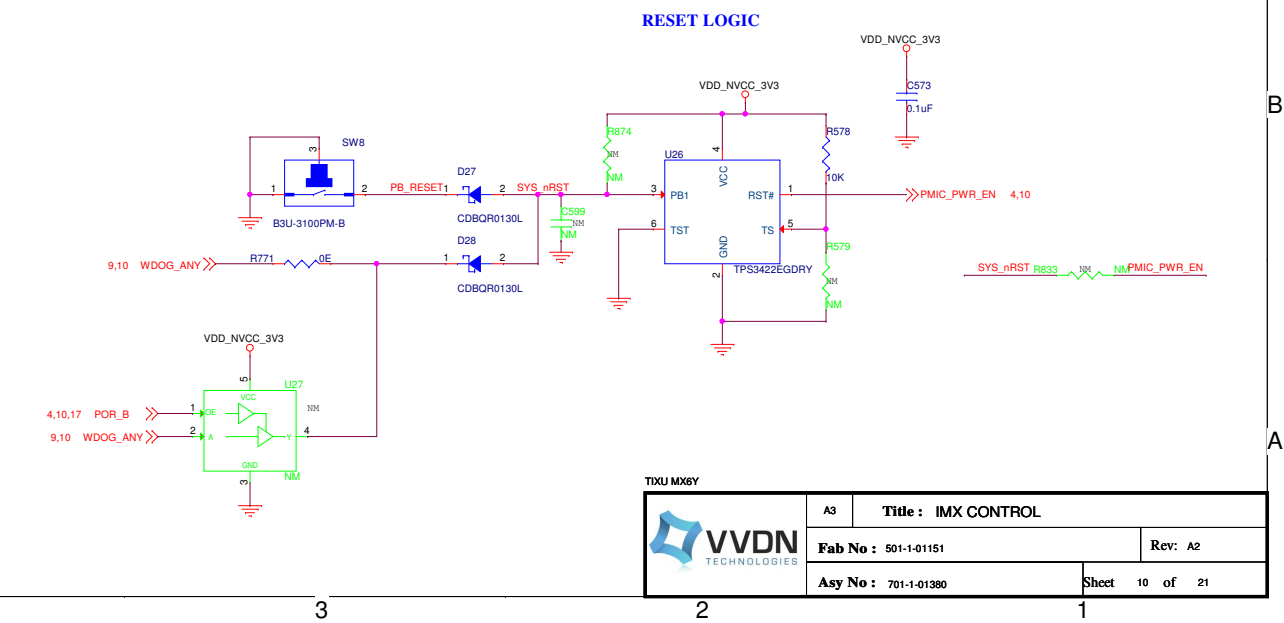 RESET LOGIC
VDD_NVCC_3V3
C573
0.1uF
B
VDD_NVCC_3V3
R874
NM
NM
R578
10K
SW8
3
1
2
B3U-3100PM-B
PB_RESET
D27
1
2
CDBQR0130L
SYS_nRST
C599
NM
NM
U26
4
VCC
3
PB1
RST#
1
PMIC_PWR_EN 4,10
6
TST
TS
5
GND
2
TPS3422EGDRY
R579
NM
NM
D28
1
2
CDBQR0130L
9,10 WDOG_ANY
R771
0E
SYS_nRST
R833
NM
NM
PMIC_PWR_EN
VDD_NVCC_3V3
5
U27
VCC
NM
4,10,17 POR_B
1
OE
9,10 WDOG_ANY
2
A
Y
4
GND
NM
3
A
TIXU MX6Y
VVDN
TECHNOLOGIES
A3
Title : IMX CONTROL
Fab No : 501-1-01151
Rev: A2
Asy No : 701-1-01380
Sheet 10 of 21
3
2
1